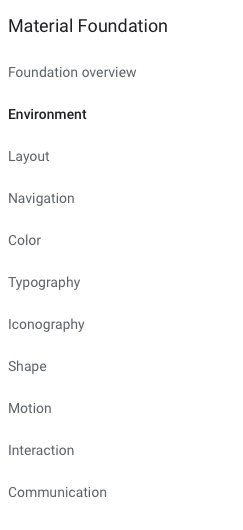 Material Foundation
Foundation overview
Environment
Layout
Navigation
Color
Typography
Iconography
Shape
Motion
Interaction
Communication